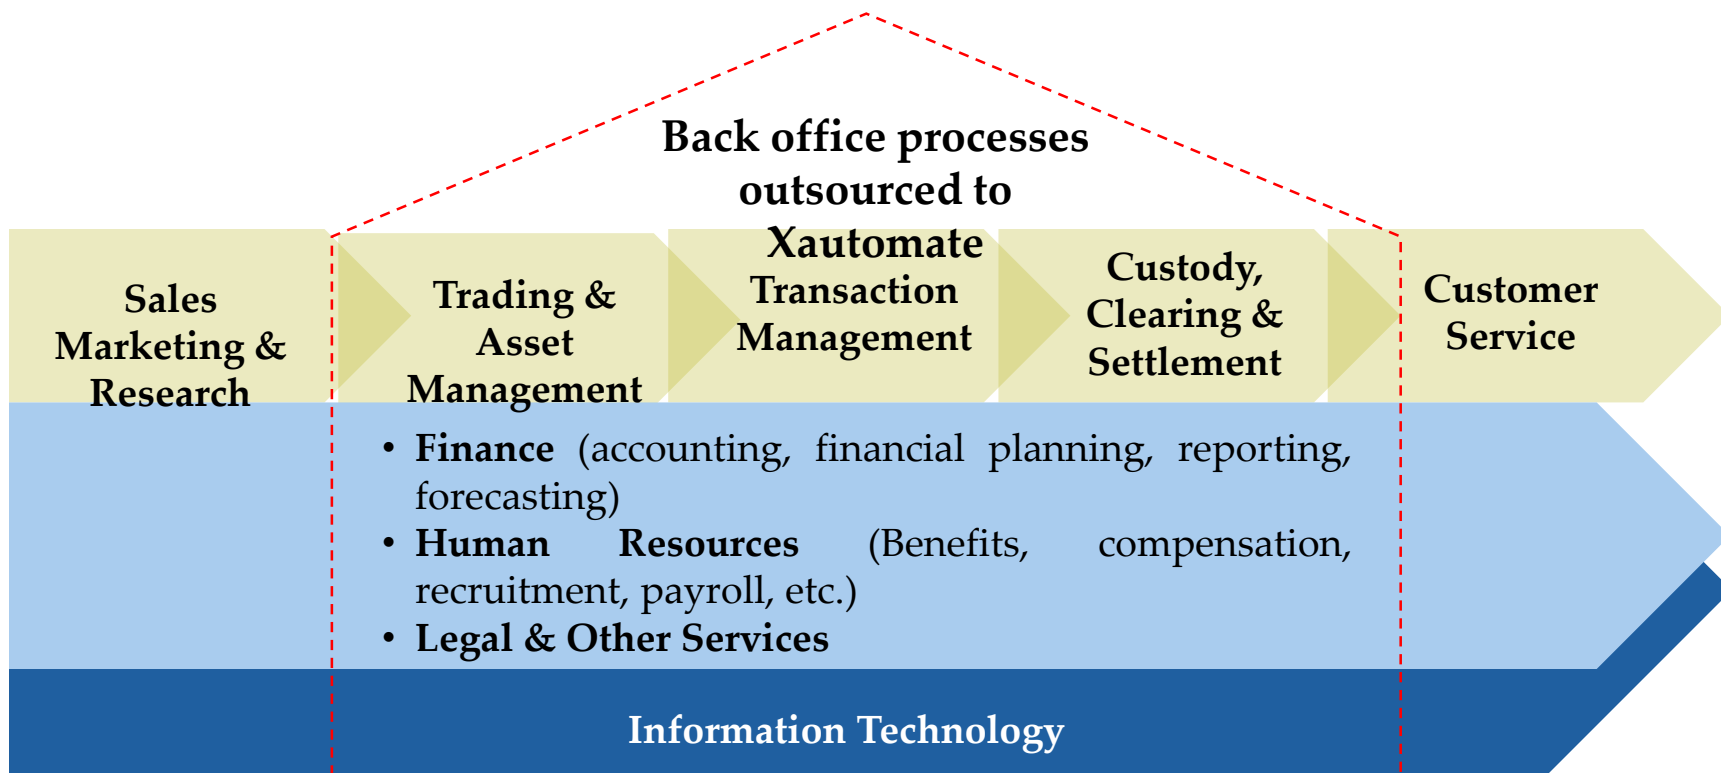 Back office processes
outsourced to
Xautomate
Sales
Marketing &
Research
Trading &
Asset
Management
Transaction
Management
Custody,
Clearing &
Settlement
Customer
Service
• Finance (accounting, financial planning, reporting,
forecasting)
• Human Resources (Benefits, compensation,
recruitment, payroll, etc.)
• Legal & Other Services
Information Technology